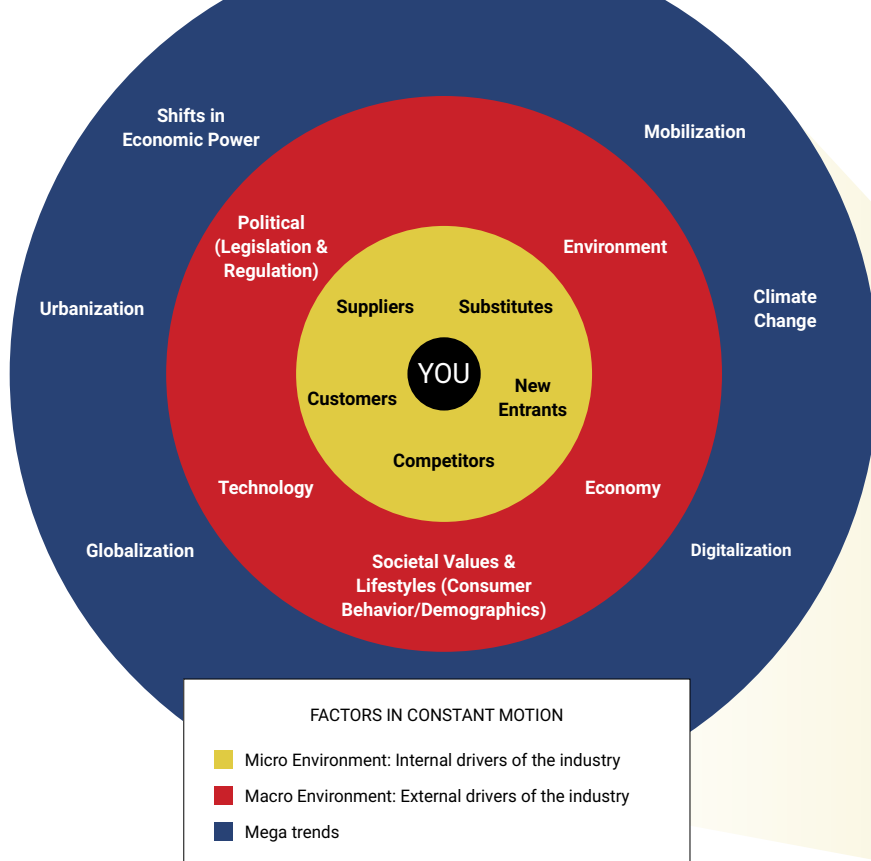 Shifts in
Economic Power
Mobilization
Political
(Legislation &
Regulation)
Environment
Urbanization
Climate
Change
Suppliers
Substitutes
YOU
Customers
New
Entrants
Competitors
Technology
Economy
Globalization
Digitalization
Societal Values &
Lifestyles (Consumer
Behavior/Demographics)
FACTORS IN CONSTANT MOTION
Micro Environment: Internal drivers of the industry
Macro Environment: External drivers of the industry
Mega trends